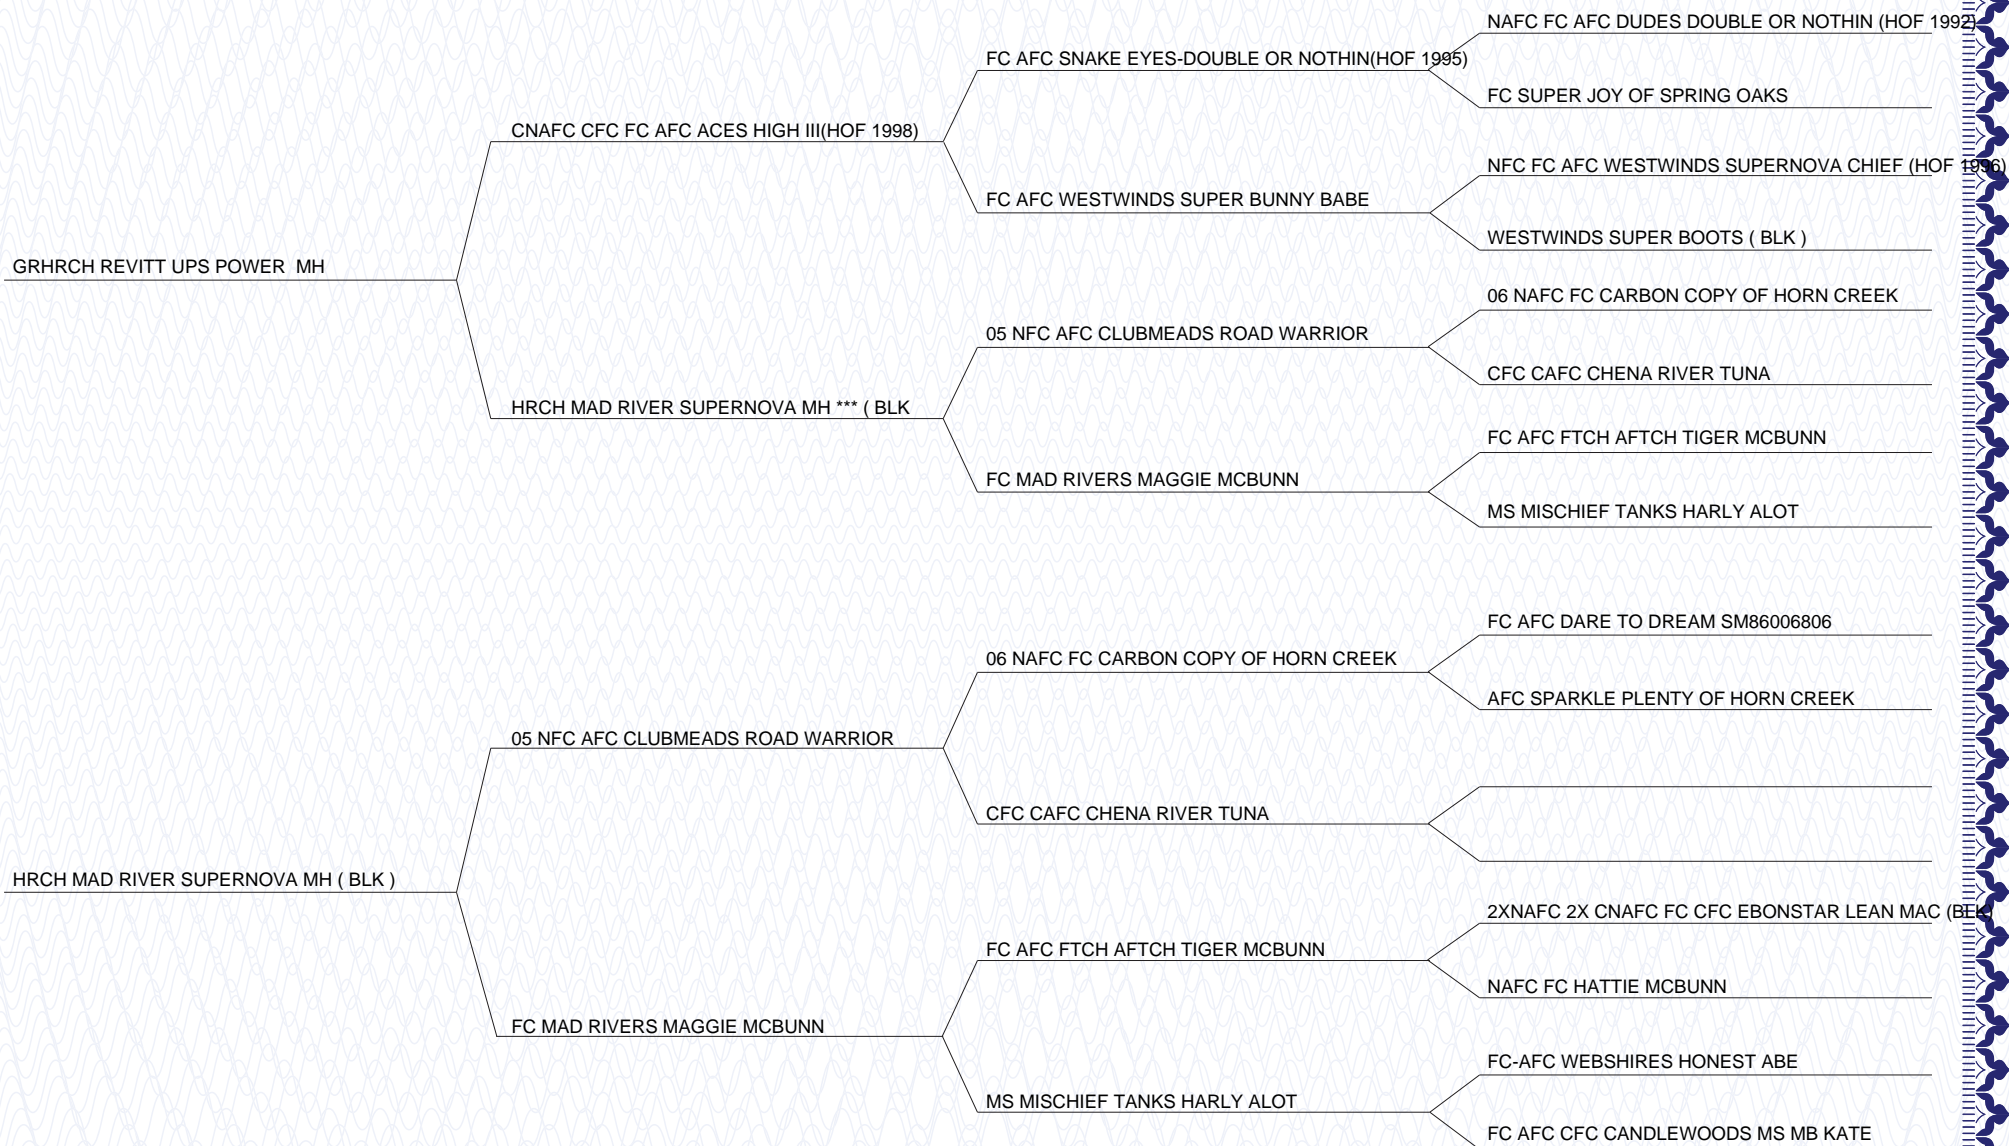 NAFC FC AFC DUDES DOUBLE OR NOTHIN (HOF 1992)
FC AFC SNAKE EYES-DOUBLE OR NOTHIN(HOF 1995)
FC SUPER JOY OF SPRING OAKS
CNAFC CFC FC AFC ACES HIGH III(HOF 1998)
NFC FC AFC WESTWINDS SUPERNOVA CHIEF (HOF 1996)
FC AFC WESTWINDS SUPER BUNNY BABE
WESTWINDS SUPER BOOTS ( BLK )
GRHRCH REVITT UPS POWER  MH
06 NAFC FC CARBON COPY OF HORN CREEK
05 NFC AFC CLUBMEADS ROAD WARRIOR
CFC CAFC CHENA RIVER TUNA
HRCH MAD RIVER SUPERNOVA MH *** ( BLK
FC AFC FTCH AFTCH TIGER MCBUNN
FC MAD RIVERS MAGGIE MCBUNN
MS MISCHIEF TANKS HARLY ALOT
FC AFC DARE TO DREAM SM86006806
06 NAFC FC CARBON COPY OF HORN CREEK
AFC SPARKLE PLENTY OF HORN CREEK
05 NFC AFC CLUBMEADS ROAD WARRIOR
CFC CAFC CHENA RIVER TUNA
HRCH MAD RIVER SUPERNOVA MH ( BLK )
2XNAFC 2X CNAFC FC CFC EBONSTAR LEAN MAC (BLK)
FC AFC FTCH AFTCH TIGER MCBUNN
NAFC FC HATTIE MCBUNN
FC MAD RIVERS MAGGIE MCBUNN
FC-AFC WEBSHIRES HONEST ABE
MS MISCHIEF TANKS HARLY ALOT
FC AFC CFC CANDLEWOODS MS MB KATE